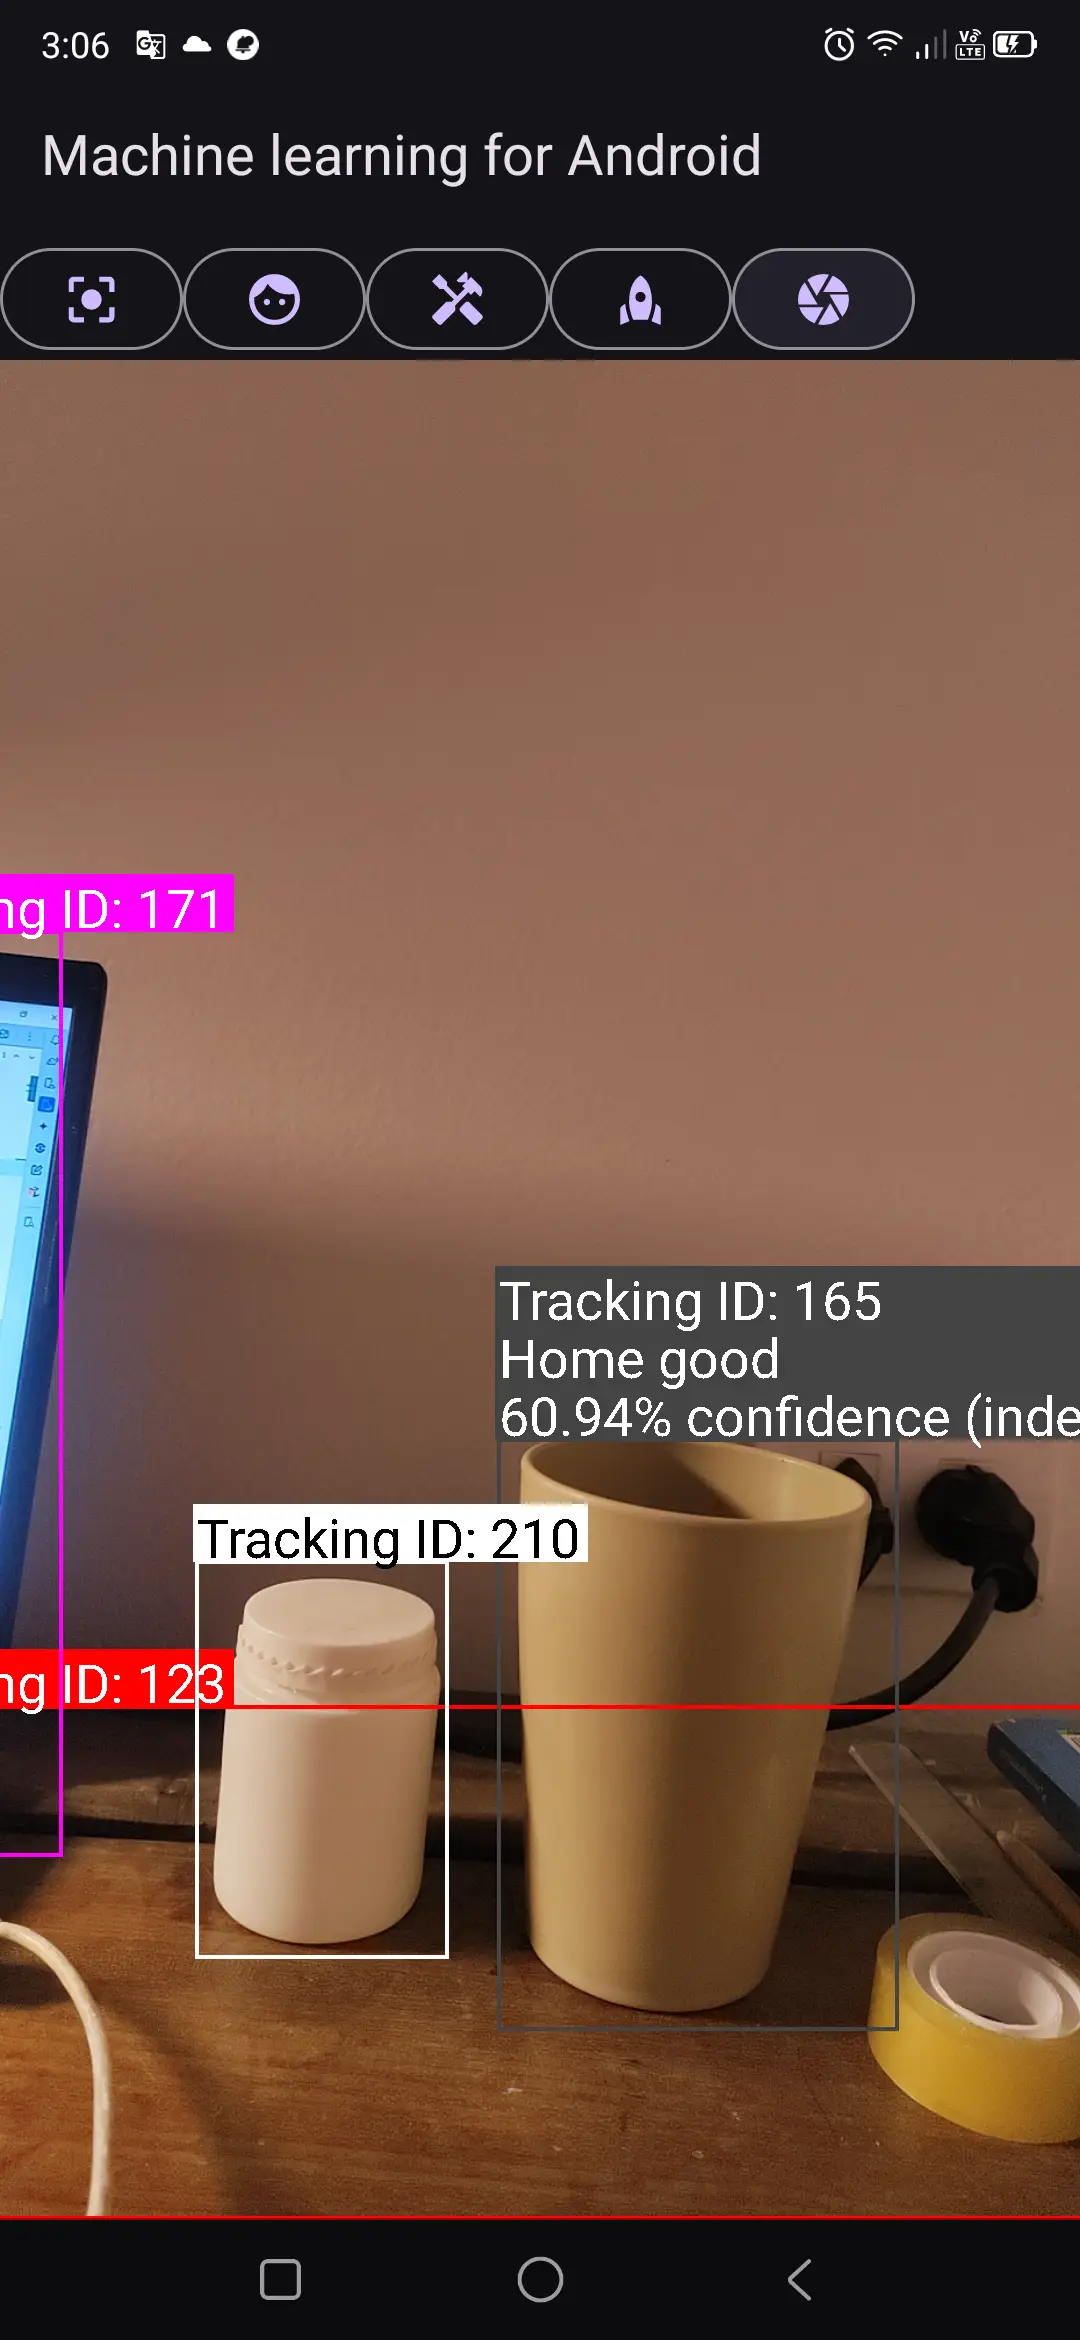 3:06
Machine learning for Android
ng ID: 171
Tracking ID: 165
Home good
60.94% confidence (inde
Tracking ID: 210
ng ID: 123